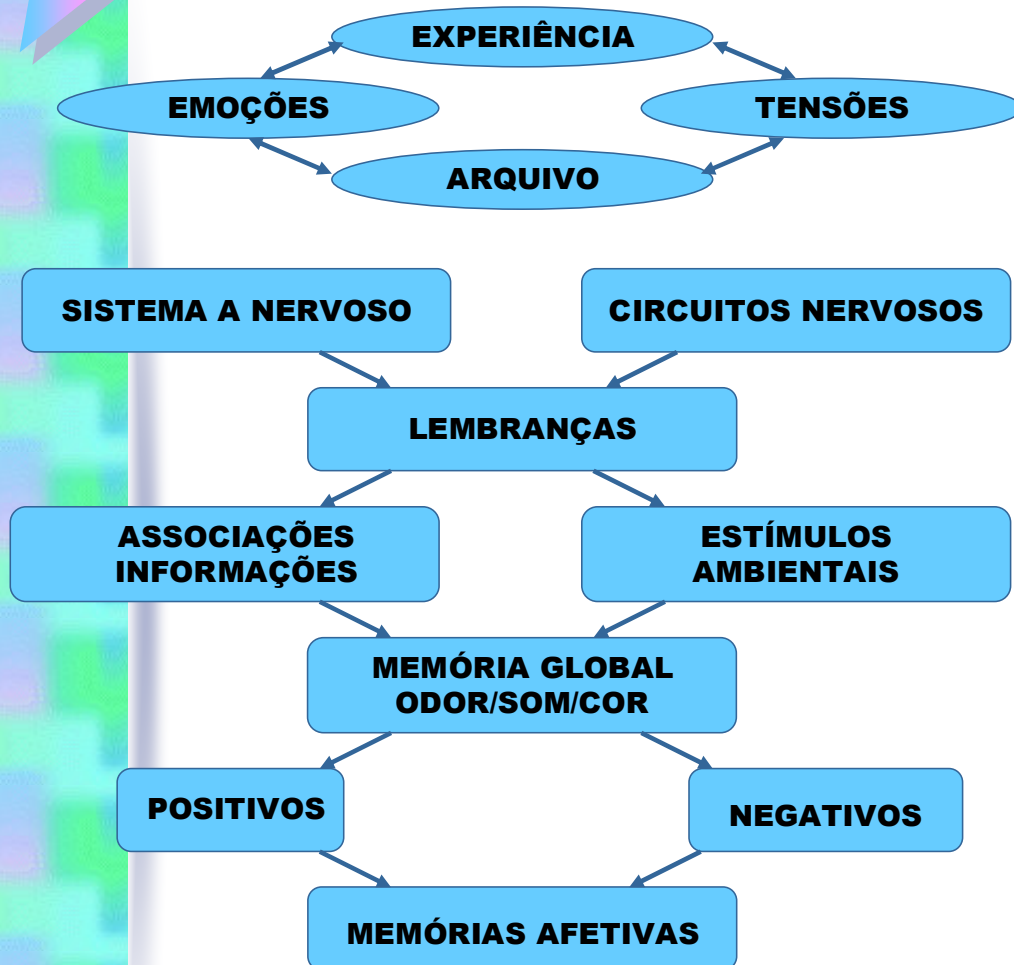 EXPERIÊNCIA
EMOÇÕES
TENSÕES
ARQUIVO
SISTEMA A NERVOSO
CIRCUITOS NERVOSOS
LEMBRANÇAS
ASSOCIAÇÕES
INFORMAÇÕES
ESTÍMULOS
AMBIENTAIS
MEMÓRIA GLOBAL
ODOR/SOM/COR
POSITIVOS
NEGATIVOS
MEMÓRIAS AFETIVAS